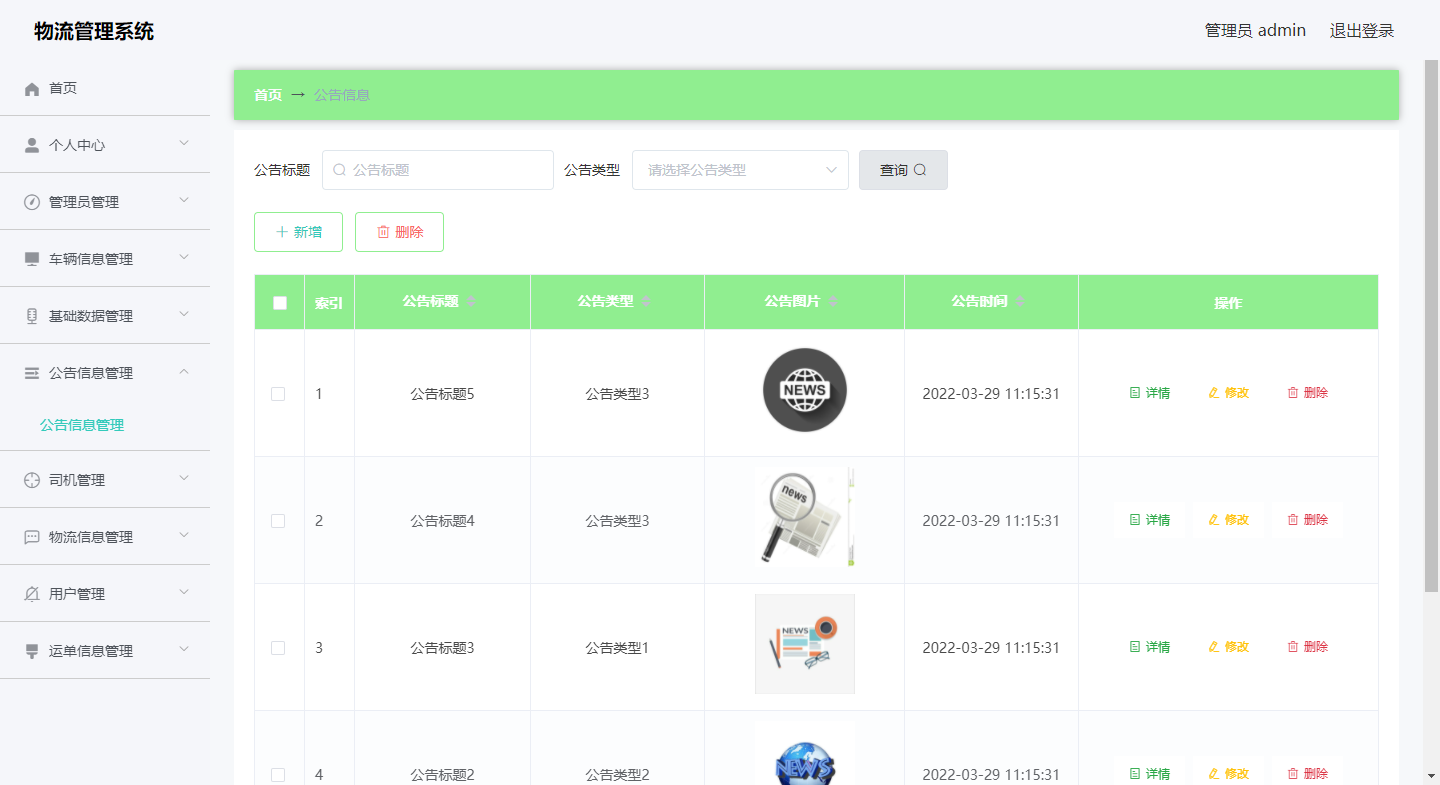 物流管理系统
管理员 admin 退出登录
首页
个人中心
管理员管理
车辆信息管理
基础数据管理
公告信息管理
公告信息管理
司机管理
物流信息管理
用户管理
运单信息管理
首页 → 公告信息
公告标题 公告标题 公告类型 请选择公告类型 查询
新增 删除
索引 公告标题 公告类型 公告图片 公告时间 操作
1 公告标题5 公告类型3 NEWS 2022-03-29 11:15:31 详情 修改 删除
2 公告标题4 公告类型3 news 2022-03-29 11:15:31 详情 修改 删除
3 公告标题3 公告类型1 NEWS 2022-03-29 11:15:31 详情 修改 删除
4 公告标题2 公告类型2 NEWS 2022-03-29 11:15:31 详情 修改 删除